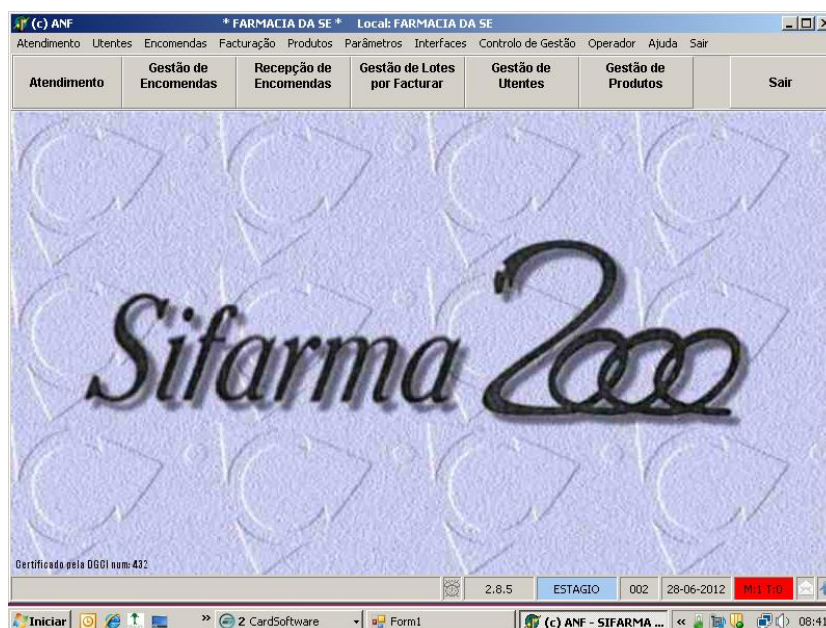 (c) ANF * FARMACIA DA SE * Local: FARMACIA DA SE
Atendimento Utentes Encomendas Facturação Produtos Parâmetros Interfaces Controlo de Gestão Operador Ajuda Sair
Atendimento Gestão de Encomendas Recepção de Encomendas Gestão de Lotes por Facturar Gestão de Utentes Gestão de Produtos Sair
Sifarma 2000
Certificado pela DGCI num: 432
2.8.5 ESTAGIO 002 28-06-2012 M:1 T:0
Iniciar » 2 CardSoftware Form1 (c) ANF - SIFARMA ... « 08:41